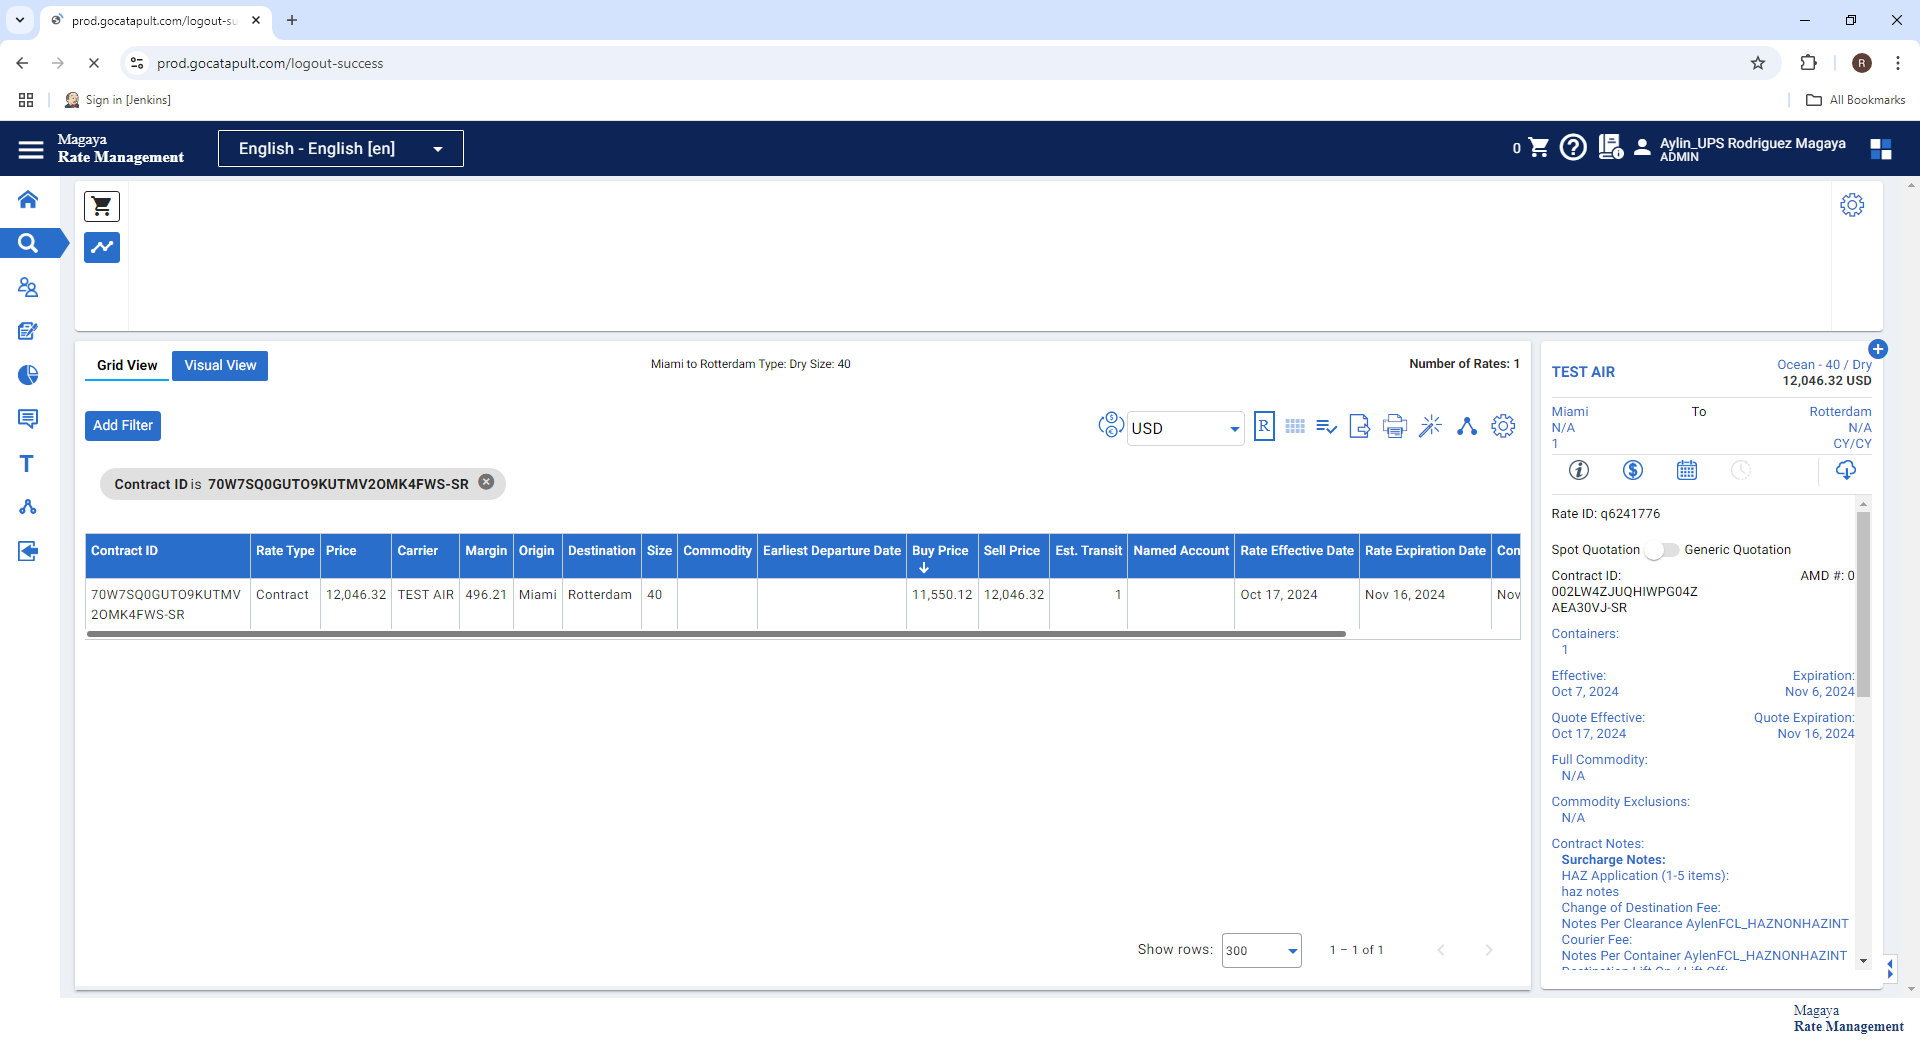 prod.gocatapult.com/logout-su
prod.gocatapult.com/logout-success
R
Sign in [Jenkins]
All Bookmarks
Magaya
Rate Management
English - English [en]
0
Aylin_UPS Rodriguez Magaya
ADMIN
Grid View
Visual View
Miami to Rotterdam Type: Dry Size: 40
Number of Rates: 1
Add Filter
USD
R
Contract ID is 70W7SQ0GUTO9KUTMV2OMK4FWS-SR
Contract ID Rate Type Price Carrier Margin Origin Destination Size Commodity Earliest Departure Date Buy Price Sell Price Est. Transit Named Account Rate Effective Date Rate Expiration Date Con
70W7SQ0GUTO9KUTMV Contract 12,046.32 TEST AIR 496.21 Miami Rotterdam 40 11,550.12 12,046.32 1 Oct 17, 2024 Nov 16, 2024 Nov
2OMK4FWS-SR
Show rows: 300 1 – 1 of 1
TEST AIR
Ocean - 40 / Dry
12,046.32 USD
Miami To Rotterdam
N/A N/A
1 CY/CY
Rate ID: q6241776
Spot Quotation Generic Quotation
Contract ID: AMD #: 0
002LW4ZJUQHIWPG04Z
AEA30VJ-SR
Containers:
1
Effective: Expiration:
Oct 7, 2024 Nov 6, 2024
Quote Effective: Quote Expiration:
Oct 17, 2024 Nov 16, 2024
Full Commodity:
N/A
Commodity Exclusions:
N/A
Contract Notes:
Surcharge Notes:
HAZ Application (1-5 items):
haz notes
Change of Destination Fee:
Notes Per Clearance AylenFCL_HAZNONHAZINT
Courier Fee:
Notes Per Container AylenFCL_HAZNONHAZINT
Destination Lift On / Lift Off:
Magaya
Rate Management
T